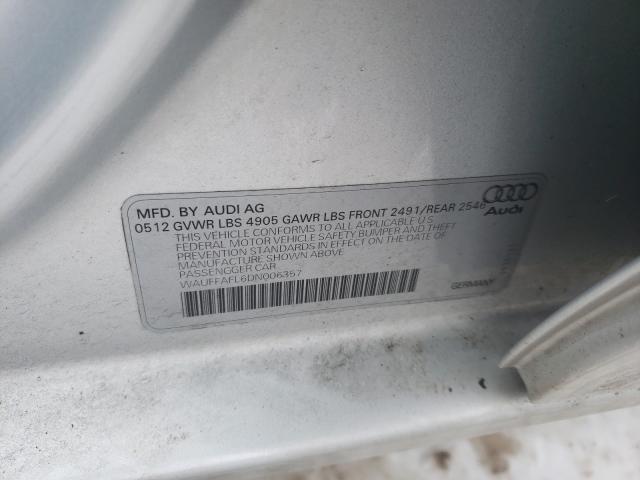 MFD. BY AUDI AG
0512 GVWR LBS 4905 GAWR LBS FRONT 2491/REAR 2546
THIS VEHICLE CONFORMS TO ALL APPLICABLE U.S.
FEDERAL MOTOR VEHICLE SAFETY BUMPER AND THEFT
PREVENTION STANDARDS IN EFFECT ON THE DATE OF
MANUFACTURE SHOWN ABOVE
PASSENGGER CAR
WAUFFAFL6DN006357
Audi
GERMANY